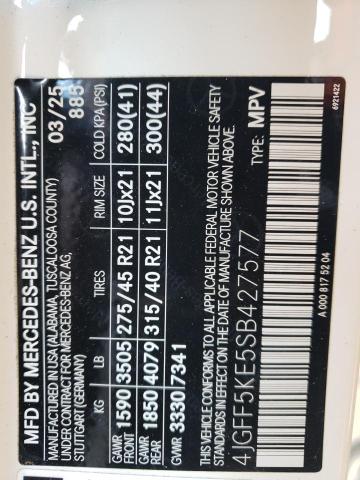 MFD BY MERCEDES-BENZ U.S. INTL., INC
MANUFACTURED IN USA (ALABAMA, TUSCALOOSA COUNTY) 03/25
UNDER CONTRACT FOR MERCEDES-BENZ AG, 885
STUTTGART (GERMANY)
KG LB TIRES RIM SIZE COLD KPA(PSI)
GAWR FRONT 1590 3505 275/45 R21 10Jx21 280(41)
GAWR REAR 1850 4079 315/40 R21 11Jx21 300(44)
GVWR 3330 7341
THIS VEHICLE CONFORMS TO ALL APPLICABLE FEDERAL MOTOR VEHICLE SAFETY
STANDARDS IN EFFECT ON THE DATE OF MANUFACTURE SHOWN ABOVE.
4JGFF5KE5SB427577 TYPE: MPV
A 000 817 52 04 6921422